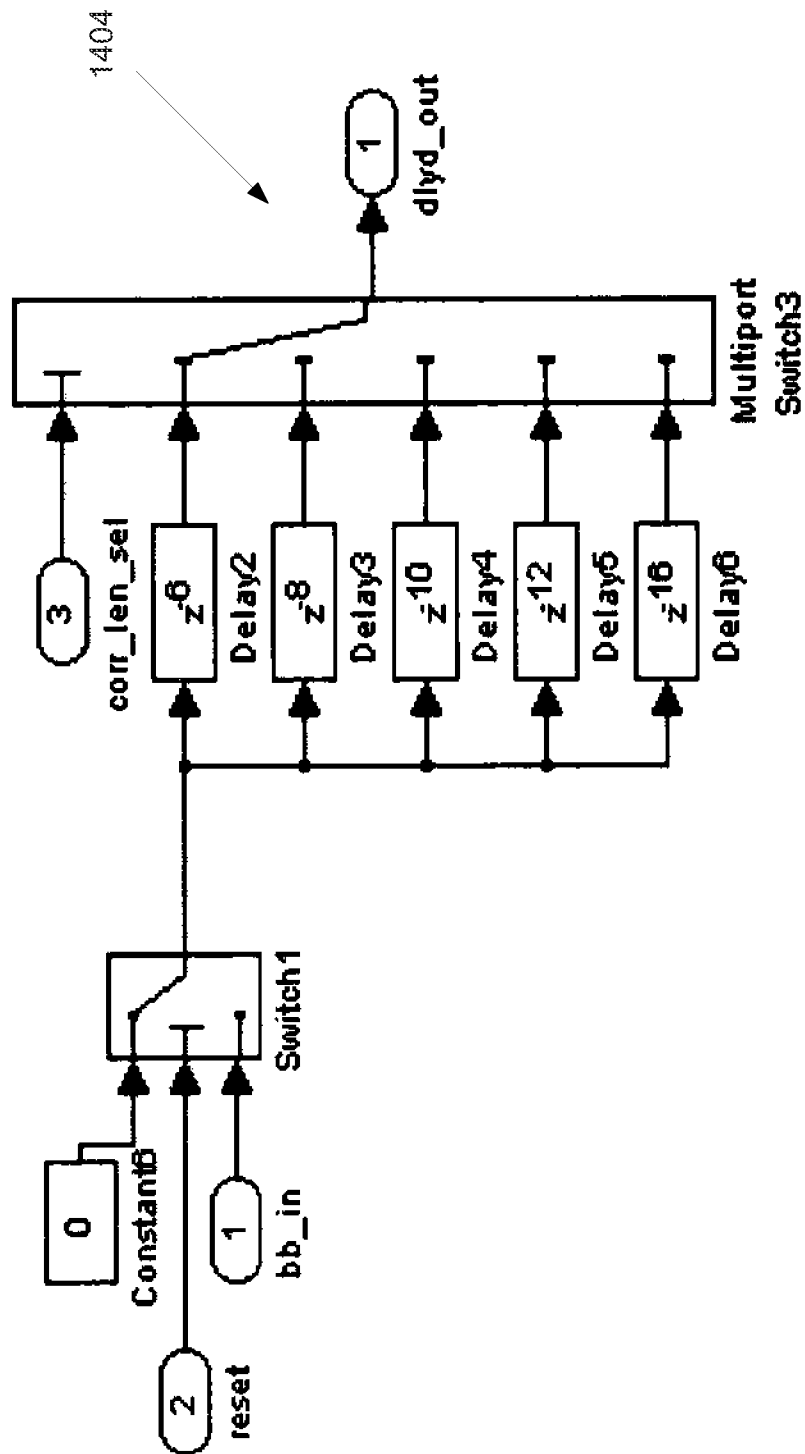 1404
0
Constant6
2
reset
1
bb_in
Switch1
3
corr_len_sel
z-6
Delay2
z-8
Delay3
z-10
Delay4
z-12
Delay5
z-16
Delay6
Multiport
Switch3
1
dlyd_out